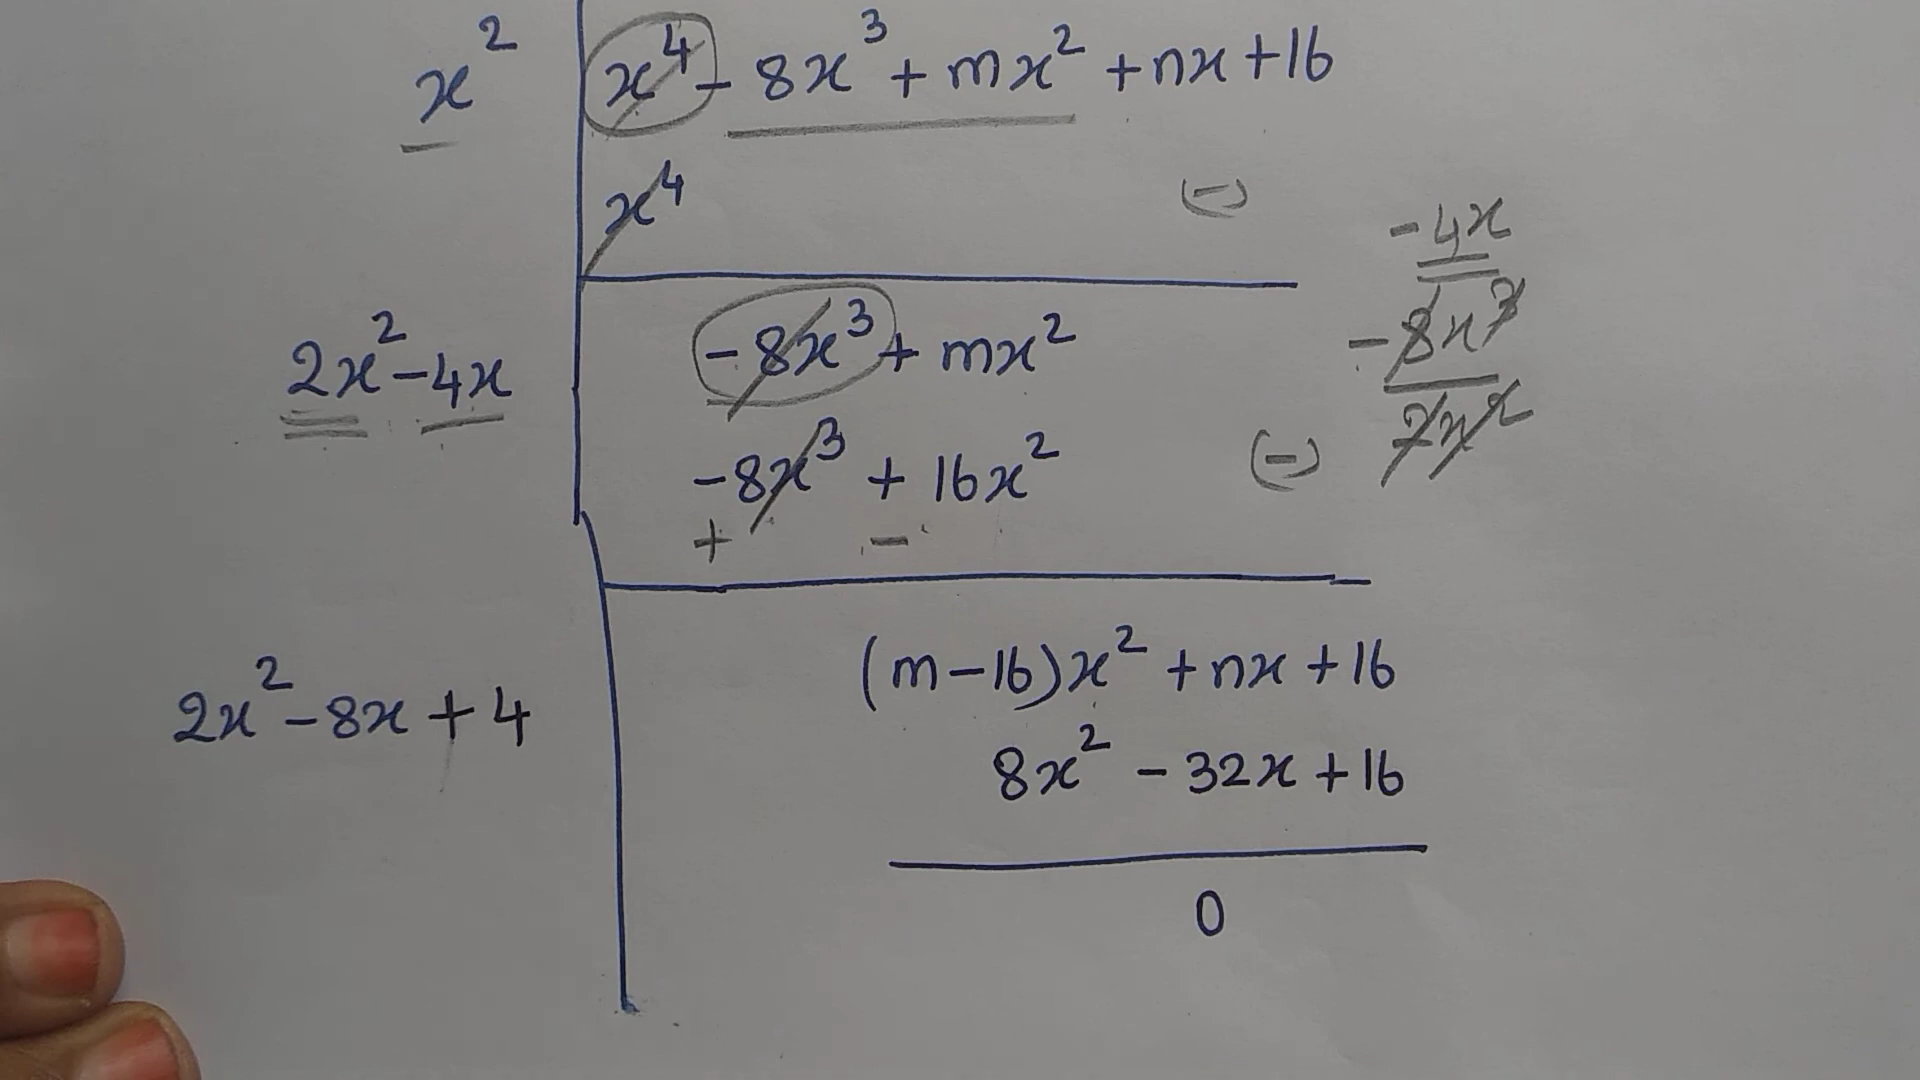 x² x⁴ - 8x³ + mx² + nx + 16
x⁴ (-)
-4x
2x² - 4x -8x³ + mx² -8x³
2x²
-8x³ + 16x² (-)
+ -
(m-16)x² + nx + 16
2x² - 8x + 4
8x² - 32x + 16
0